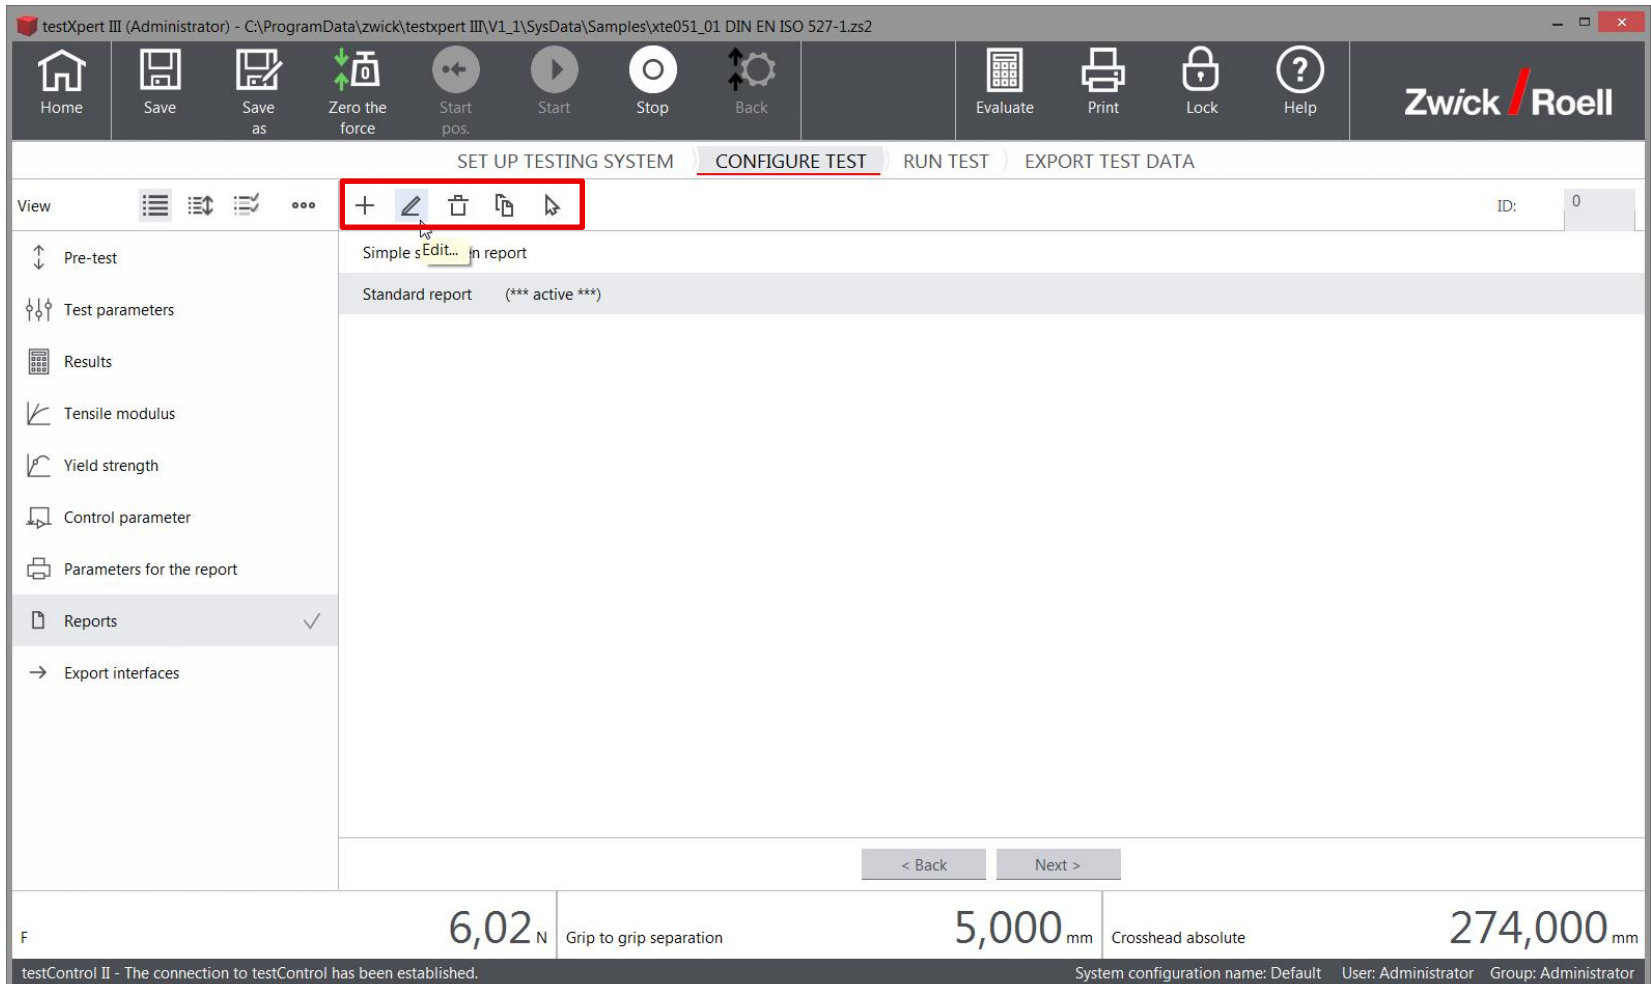 testXpert III (Administrator) - C:\ProgramData\zwick\testxpert III\V1_1\SysData\Samples\xte051_01 DIN EN ISO 527-1.zs2
Home
Save
Save as
Zero the force
Start pos.
Start
Stop
Back
Evaluate
Print
Lock
Help
Zwick Roell
SET UP TESTING SYSTEM
CONFIGURE TEST
RUN TEST
EXPORT TEST DATA
View
ID:
0
Pre-test
Test parameters
Results
Tensile modulus
Yield strength
Control parameter
Parameters for the report
Reports
Export interfaces
Simple s
Edit...
n report
Standard report (*** active ***)
< Back
Next >
F
6,02 N
Grip to grip separation
5,000 mm
Crosshead absolute
274,000 mm
testControl II - The connection to testControl has been established.
System configuration name: Default
User: Administrator
Group: Administrator